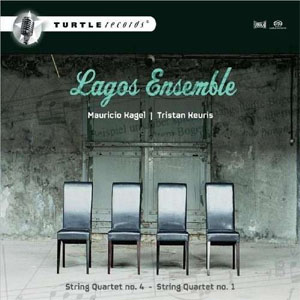 TURTLE records®
Lagos Ensemble
Mauricio Kagel | Tristan Keuris
String Quartet no. 4 - String Quartet no. 1